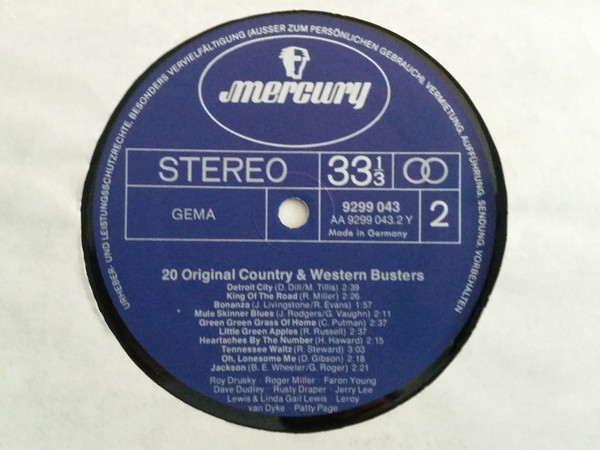 URHEBER- UND LEISTUNGSSCHUTZRECHTE, BESONDERS VERVIELFÄLTIGUNG (AUSSER ZUM PERSÖNLICHEN GEBRAUCH), VERMIETUNG, AUFFÜHRUNG, SENDUNG, VORBEHALTEN
mercury
STEREO
33 1/3
GEMA
9299 043
AA 9299 043.2 Y
Made in Germany
2
20 Original Country & Western Busters
Detroit City (D. Dill/M. Tillis) 2:39
King Of The Road (R. Miller) 2:26
Bonanza (J. Livingstone/R. Evans) 1:57
Mule Skinner Blues (J. Rodgers/G. Vaughn) 2:11
Green Green Grass Of Home (C. Putman) 2:37
Little Green Apples (R. Russell) 2:37
Heartaches By The Number (H. Haward) 2:15
Tennessee Waltz (R. Steward) 3:03
Oh, Lonesome Me (D. Gibson) 2:18
Jackson (B. E. Wheeler/G. Roger) 2:21
Roy Drusky · Roger Miller · Faron Young
Dave Dudley · Rusty Draper · Jerry Lee
Lewis & Linda Gail Lewis · Leroy
van Dyke · Patty Page